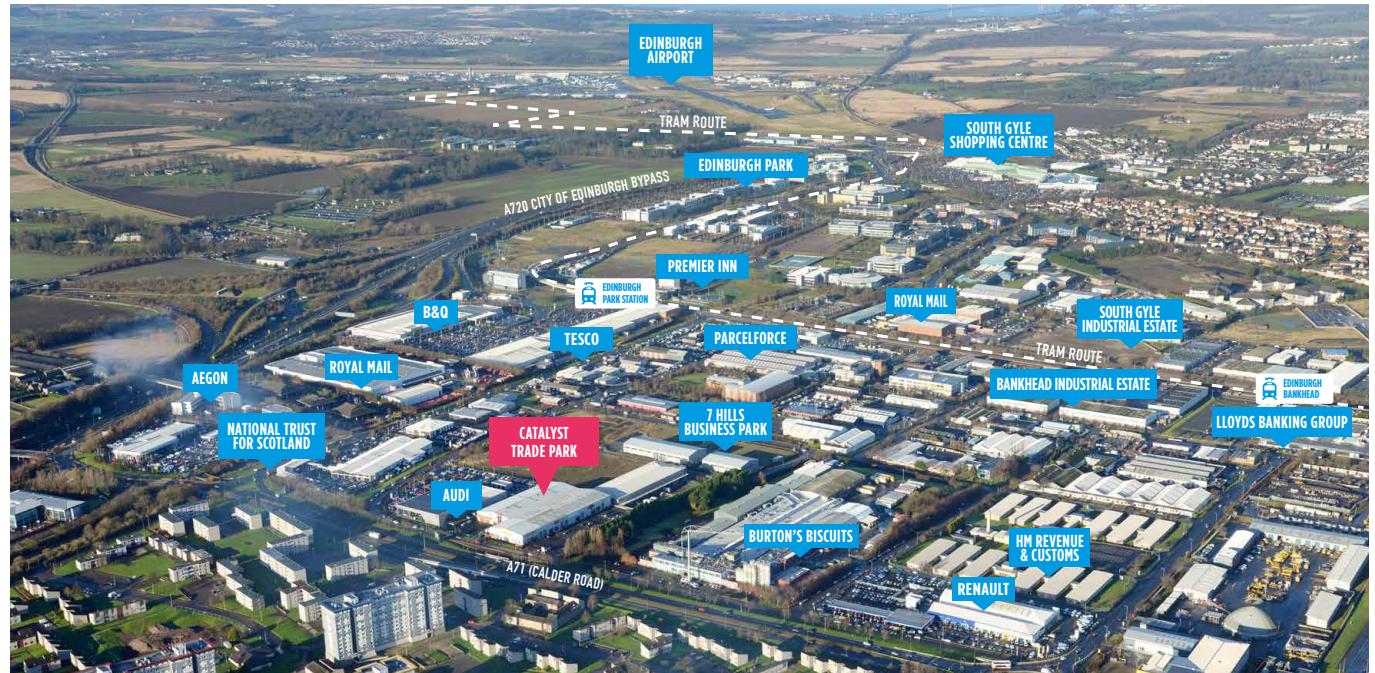 EDINBURGH
AIRPORT
TRAM ROUTE
SOUTH GYLE
SHOPPING CENTRE
EDINBURGH PARK
A720 CITY OF EDINBURGH BYPASS
PREMIER INN
EDINBURGH
PARK STATION
B&Q
ROYAL MAIL
SOUTH GYLE
INDUSTRIAL ESTATE
TESCO
PARCELFORCE
TRAM ROUTE
ROYAL MAIL
AEGON
BANKHEAD INDUSTRIAL ESTATE
EDINBURGH
BANKHEAD
NATIONAL TRUST
FOR SCOTLAND
CATALYST
TRADE PARK
7 HILLS
BUSINESS PARK
LLOYDS BANKING GROUP
AUDI
BURTON'S BISCUITS
HM REVENUE
& CUSTOMS
A71 (CALDER ROAD)
RENAULT